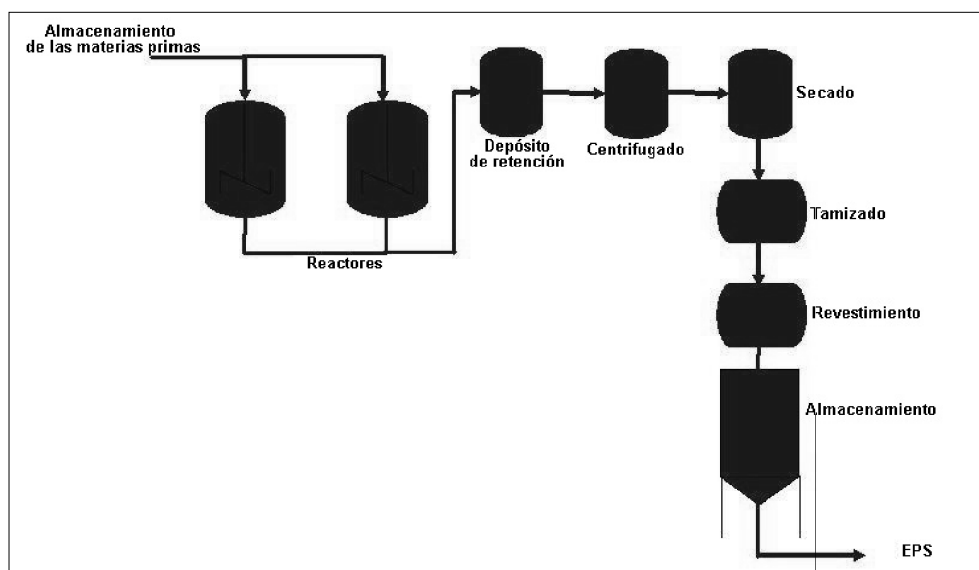 Almacenamiento
de las materias primas
Reactores
Depósito
de retención
Centrifugado
Secado
Tamizado
Revestimiento
Almacenamiento
EPS